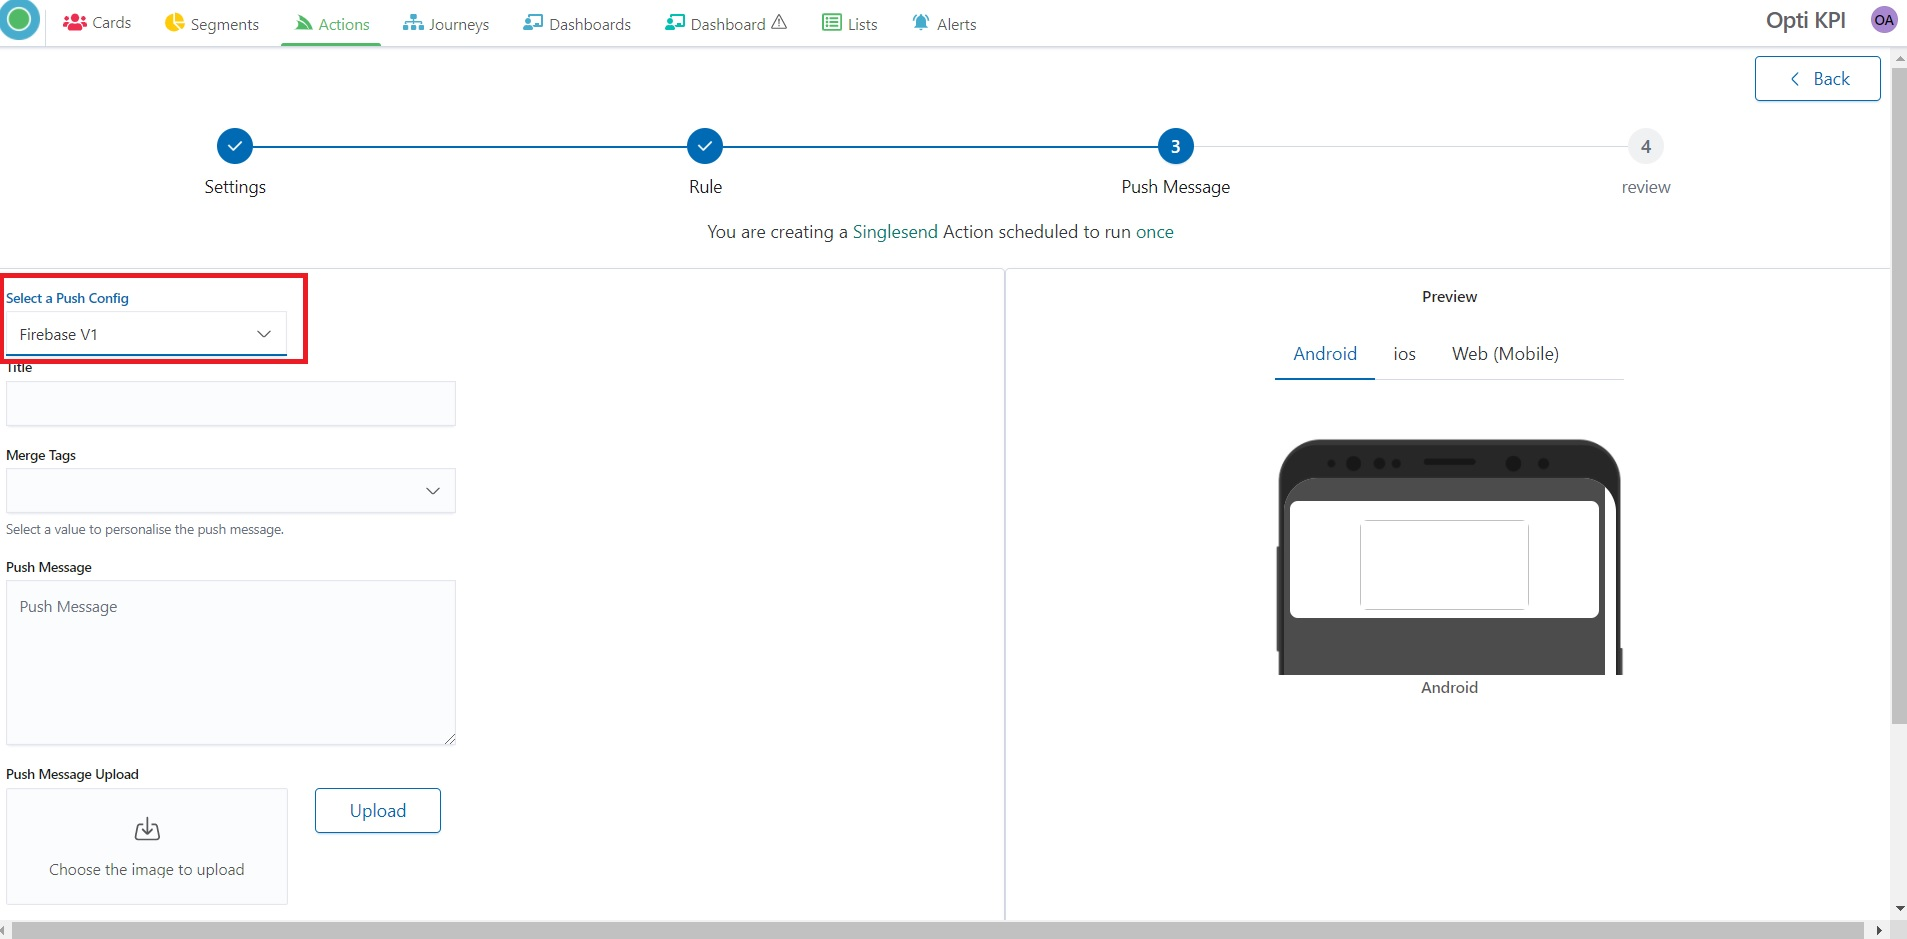 Cards Segments Actions Journeys Dashboards Dashboard Lists Alerts Opti KPI OA
Back
3 4
Settings Rule Push Message review
You are creating a Singlesend Action scheduled to run once
Select a Push Config
Firebase V1
Title
Merge Tags
Select a value to personalise the push message.
Push Message
Push Message
Push Message Upload
Choose the image to upload
Upload
Preview
Android ios Web (Mobile)
Android